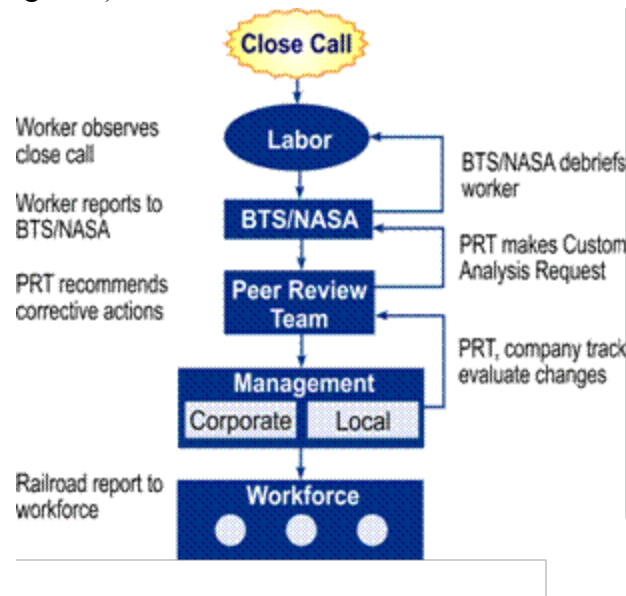 Close Call
Worker observes
close call
Labor
BTS/NASA debriefs
worker
Worker reports to
BTS/NASA
BTS/NASA
PRT makes Custom
Analysis Request
PRT recommends
corrective actions
Peer Review
Team
PRT, company track
evaluate changes
Management
Corporate
Local
Railroad report to
workforce
Workforce